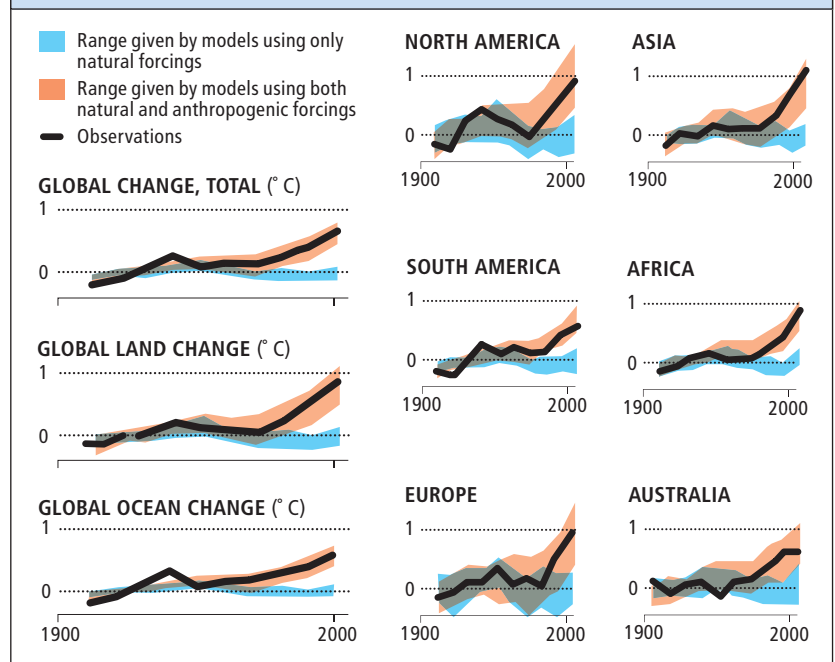 Range given by models using only
natural forcings
Range given by models using both
natural and anthropogenic forcings
Observations
GLOBAL CHANGE, TOTAL (˚ C)
1
0
GLOBAL LAND CHANGE (˚ C)
1
0
1900
2000
GLOBAL OCEAN CHANGE (˚ C)
1
0
1900
2000
NORTH AMERICA
1
0
1900
2000
ASIA
1
0
1900
2000
SOUTH AMERICA
1
0
1900
2000
AFRICA
1
0
1900
2000
EUROPE
1
0
1900
2000
AUSTRALIA
1
0
1900
2000